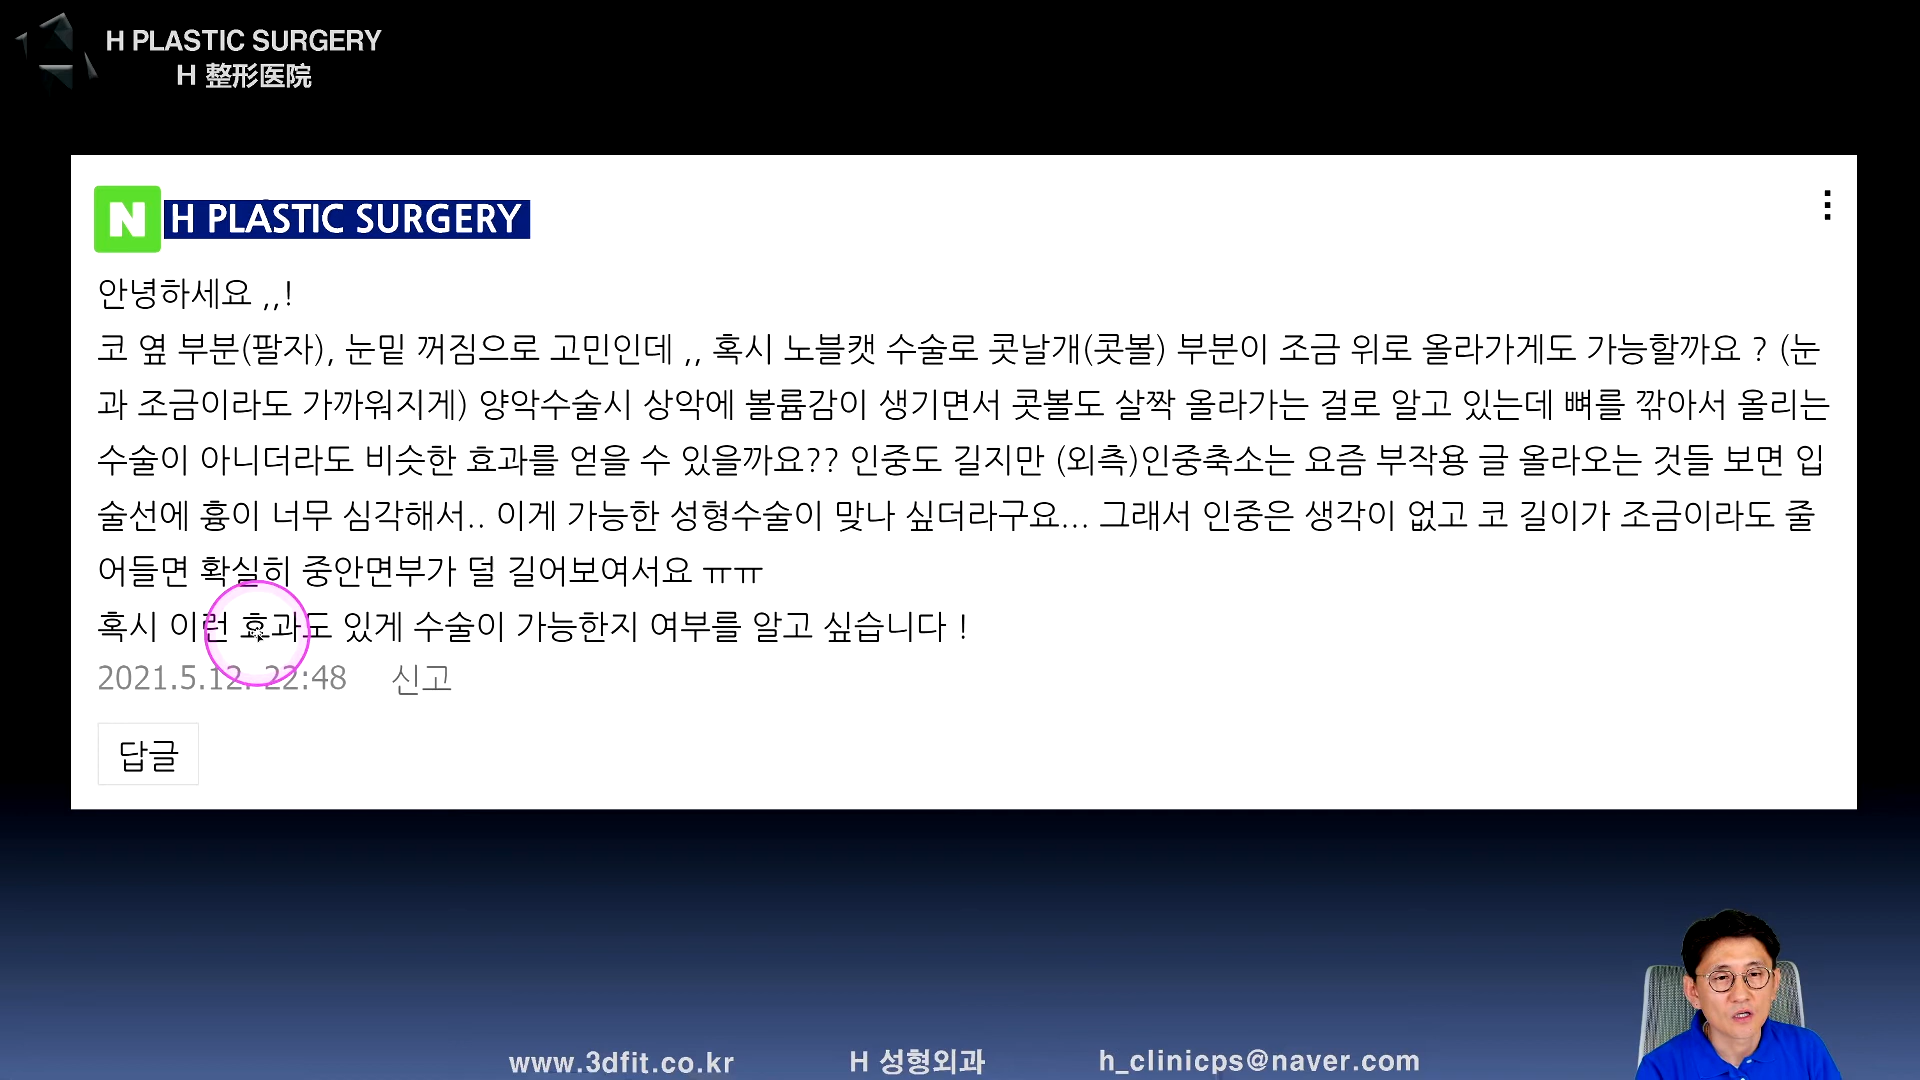 H PLASTIC SURGERY
H 整形医院
N H PLASTIC SURGERY
안녕하세요 ,,!
코 옆 부분(팔자), 눈밑 꺼짐으로 고민인데 ,, 혹시 노블캣 수술로 콧날개(콧볼) 부분이 조금 위로 올라가게도 가능할까요 ? (눈
과 조금이라도 가까워지게) 양악수술시 상악에 볼륨감이 생기면서 콧볼도 살짝 올라가는 걸로 알고 있는데 뼈를 깎아서 올리는
수술이 아니더라도 비슷한 효과를 얻을 수 있을까요?? 인중도 길지만 (외측)인중축소는 요즘 부작용 글 올라오는 것들 보면 입
술선에 흉이 너무 심각해서.. 이게 가능한 성형수술이 맞나 싶더라구요... 그래서 인중은 생각이 없고 코 길이가 조금이라도 줄
어들면 확실히 중안면부가 덜 길어보여서요 ㅠㅠ
혹시 이런 효과도 있게 수술이 가능한지 여부를 알고 싶습니다 !
2021.5.12. 22:48 신고
답글
www.3dfit.co.kr H 성형외과 h_clinicps@naver.com